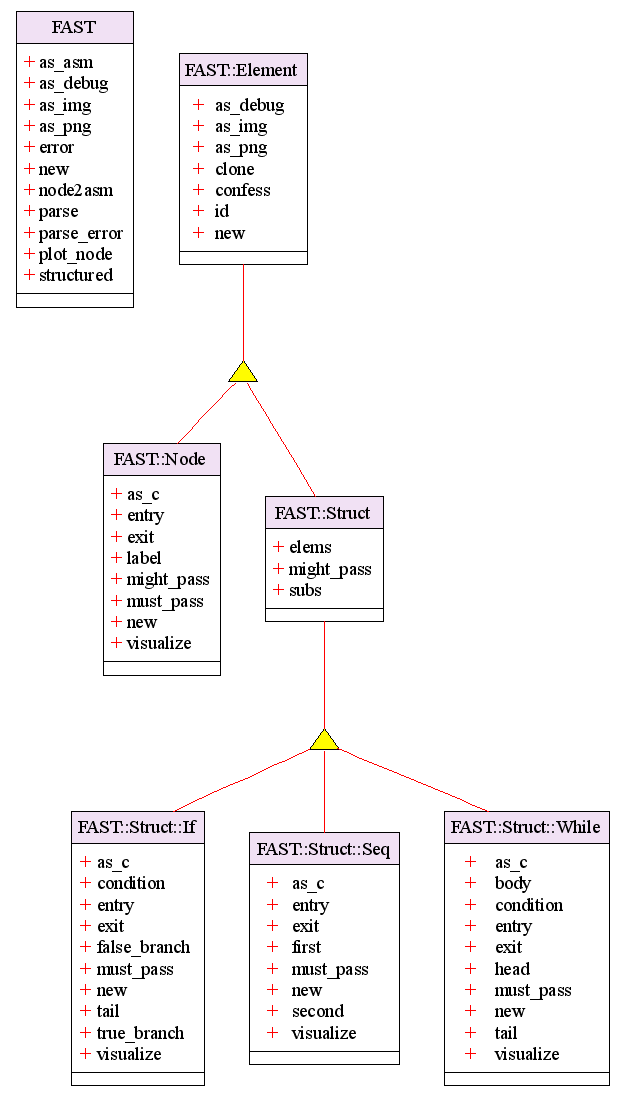 FAST
+ as_asm
+ as_debug
+ as_img
+ as_png
+ error
+ new
+ node2asm
+ parse
+ parse_error
+ plot_node
+ structured
FAST::Element
+ as_debug
+ as_img
+ as_png
+ clone
+ confess
+ id
+ new
FAST::Node
+ as_c
+ entry
+ exit
+ label
+ might_pass
+ must_pass
+ new
+ visualize
FAST::Struct
+ elems
+ might_pass
+ subs
FAST::Struct::If
+ as_c
+ condition
+ entry
+ exit
+ false_branch
+ must_pass
+ new
+ tail
+ true_branch
+ visualize
FAST::Struct::Seq
+ as_c
+ entry
+ exit
+ first
+ must_pass
+ new
+ second
+ visualize
FAST::Struct::While
+ as_c
+ body
+ condition
+ entry
+ exit
+ head
+ must_pass
+ new
+ tail
+ visualize